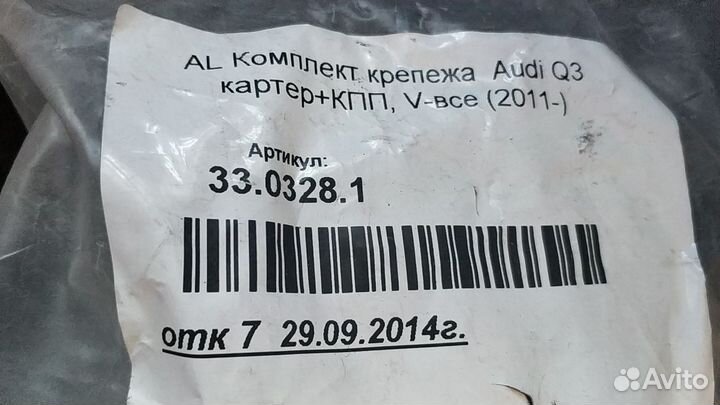 AL Комплект крепежа Audi Q3
картер+КПП, V-все (2011-)
Артикул:
33.0328.1
отк 7 29.09.2014г.
Avito